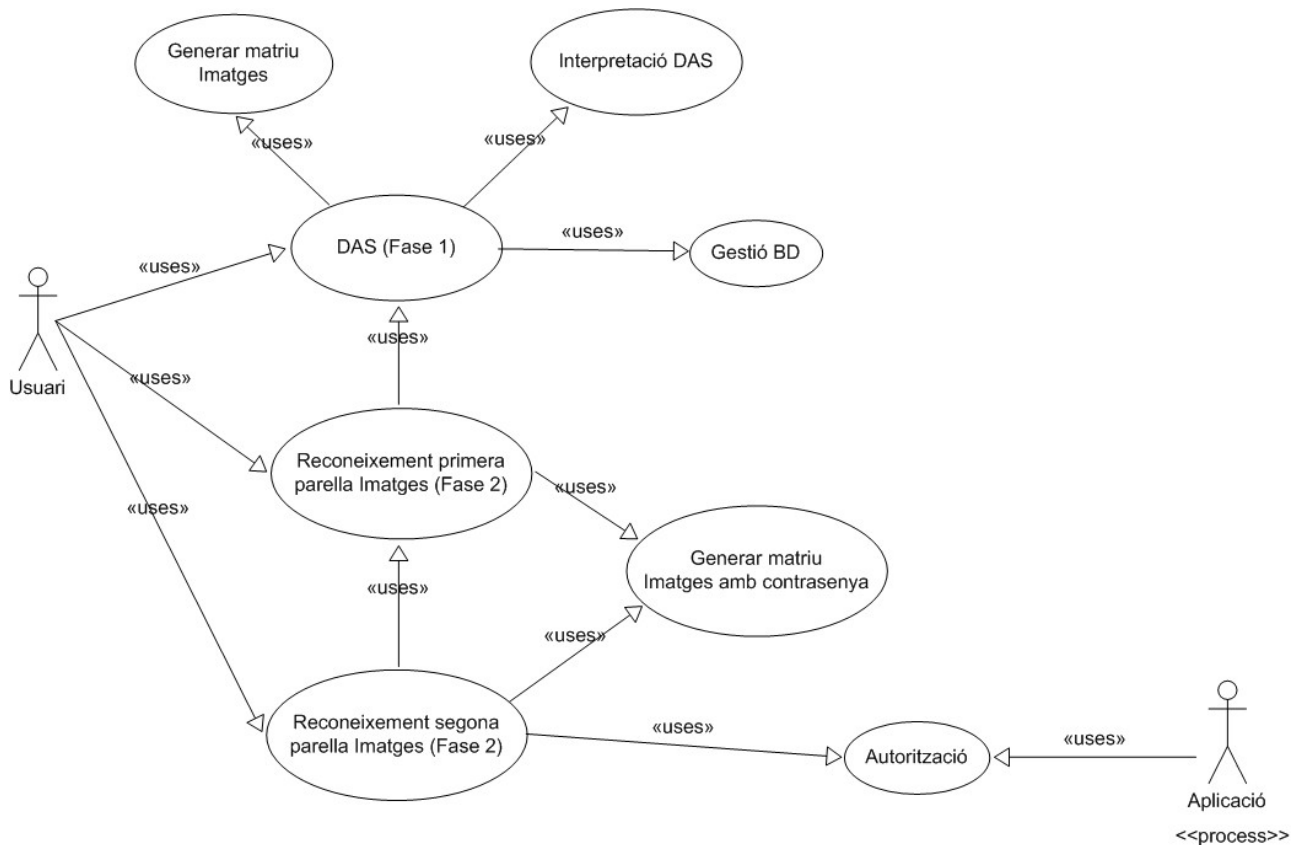 Generar matriu
Imatges
Interpretació DAS
«uses»
«uses»
DAS (Fase 1)
«uses»
Gestió BD
«uses»
Usuari
«uses»
«uses»
Reconeixement primera
parella Imatges (Fase 2)
«uses»
«uses»
Generar matriu
Imatges amb contrasenya
«uses»
«uses»
Reconeixement segona
parella Imatges (Fase 2)
«uses»
Autorització
«uses»
Aplicació
<<process>>